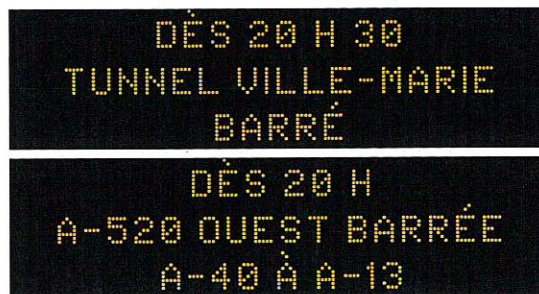 DÈS 20 H 30
TUNNEL VILLE-MARIE
BARRÉ
DÈS 20 H
A-520 OUEST BARRÉE
A-40 À A-13